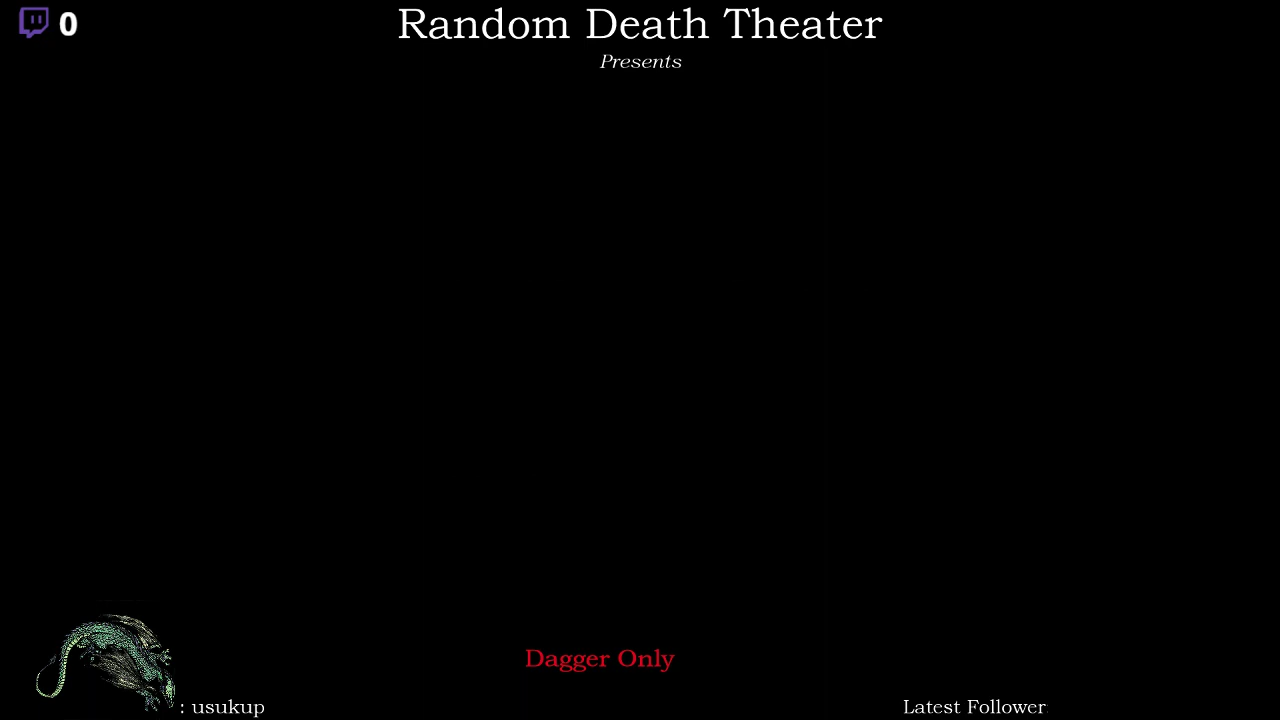 0
Random Death Theater
Presents
Dagger Only
: usukup
Latest Follower